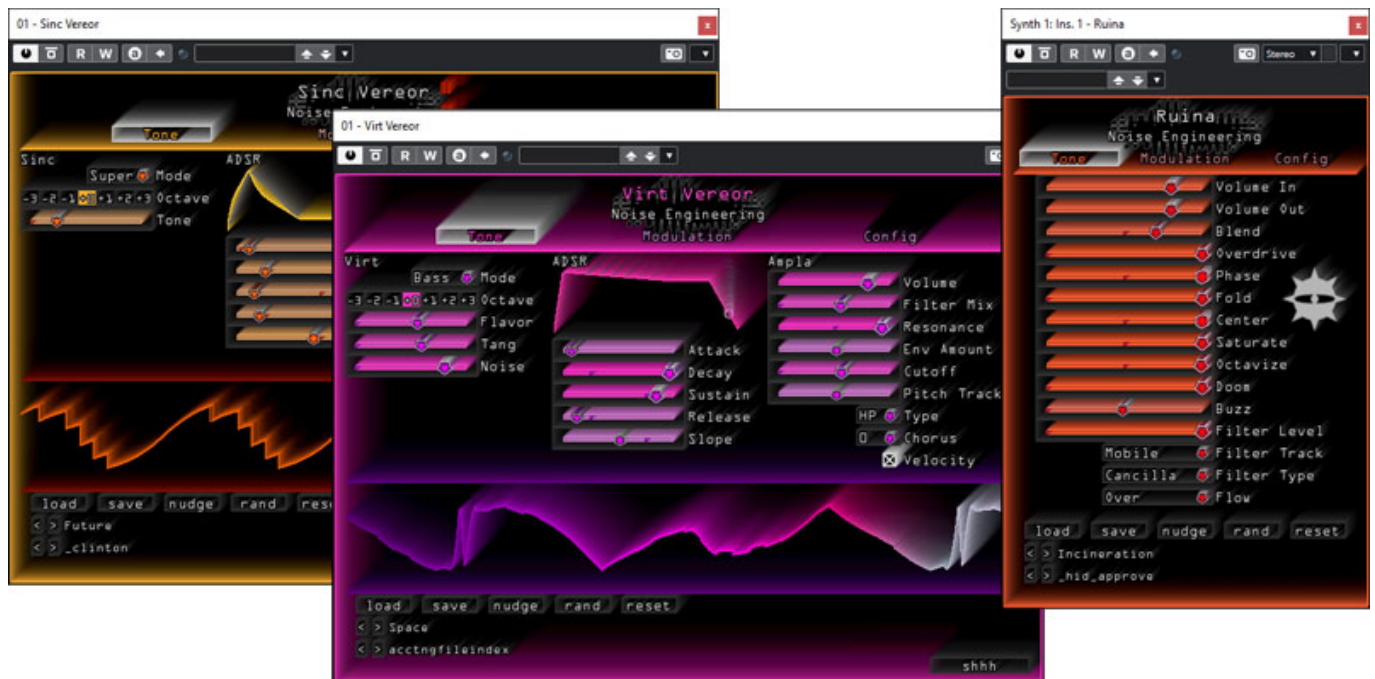 01 - Sinc Vereor
R W a
Sinc Vereor
Noise
Tone
Sinc
ADSR
Super Mode
-3 -2 -1 +0 +1 +2 +3 Octave
Tone
load save nudge rand
< > Future
< > _clinton
01 - Virt Vereor
R W a
Virt Vereor
Noise Engineering
Tone Modulation Config
Virt
Bass Mode
-3 -2 -1 +0 +1 +2 +3 Octave
Flavor
Tang
Noise
ADSR
Attack
Decay
Sustain
Release
Slope
Ampla
Volume
Filter Mix
Resonance
Env Amount
Cutoff
Pitch Track
HP Type
0 Chorus
Velocity
load save nudge rand reset
< > Space
< > acctngfileindex
shhh
Synth 1: Ins. 1 - Ruina
R W a Stereo
Ruina
Noise Engineering
Tone Modulation Config
Volume In
Volume Out
Blend
Overdrive
Phase
Fold
Center
Saturate
Octavize
Doom
Buzz
Filter Level
Mobile Filter Track
Cancilla Filter Type
Over Flow
load save nudge rand reset
< > Incineration
< > _hid_approve